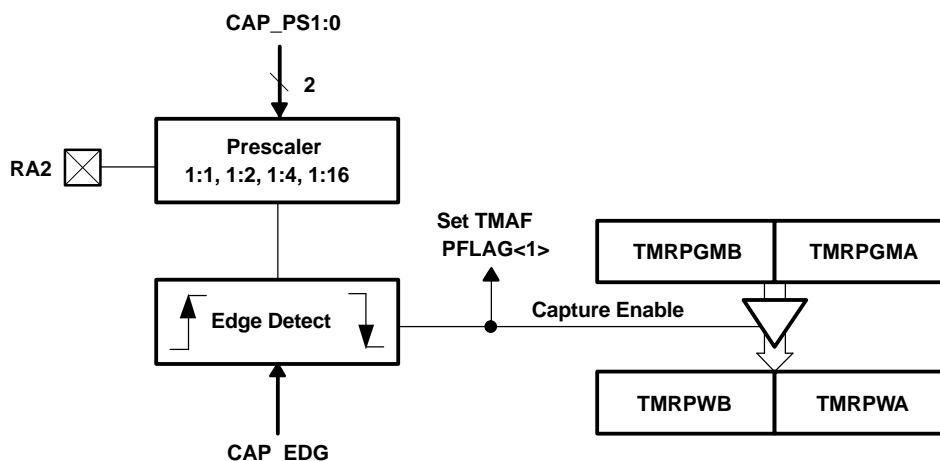 CAP_PS1:0
2
Prescaler
1:1, 1:2, 1:4, 1:16
RA2
Set TMAF
PFLAG<1>
TMRPGMB
TMRPGMA
Edge Detect
Capture Enable
TMRPWB
TMRPWA
CAP_EDG